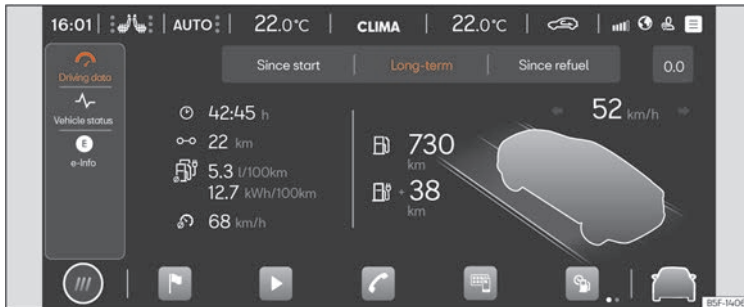 16:01 AUTO 22.0°C CLIMA 22.0°C
Driving data
Vehicle status
E
e-Info
Since start Long-term Since refuel 0.0
42:45 h
22 km
5.3 l/100km
12.7 kWh/100km
68 km/h
730
km
+38
km
52 km/h
B5F-1406